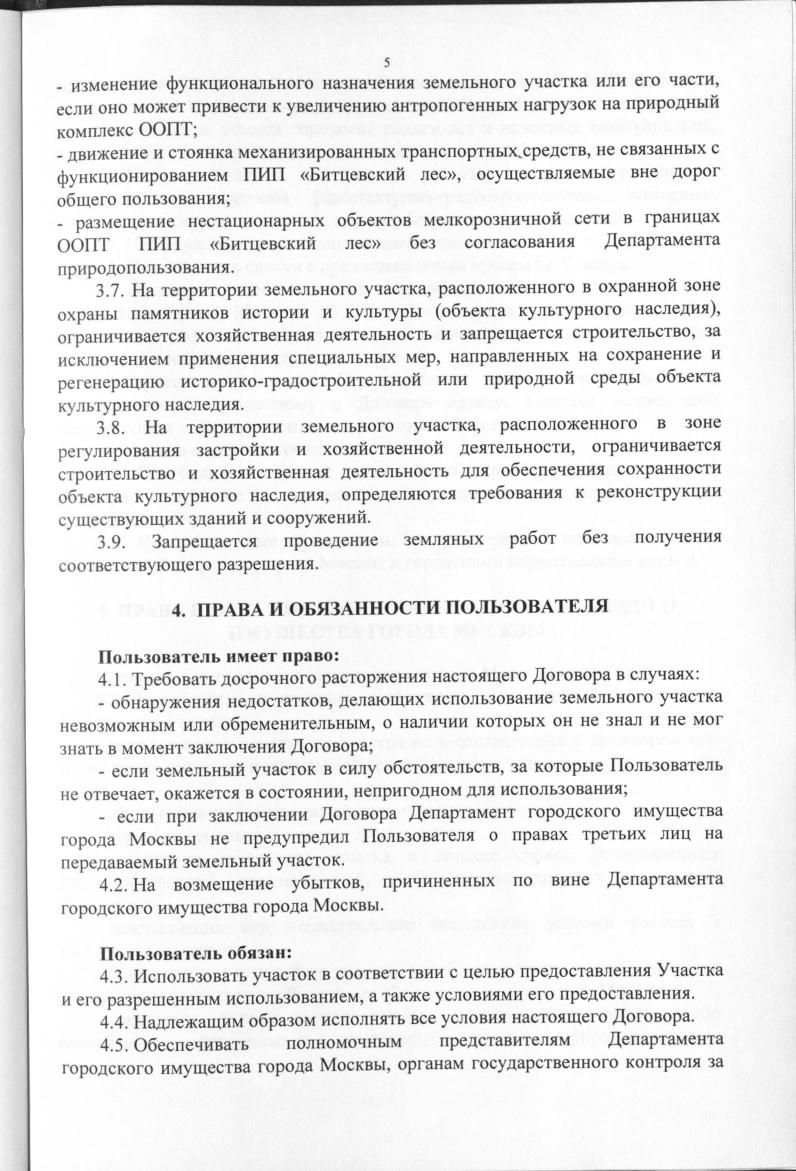 5
- изменение функционального назначения земельного участка или его части,
если оно может привести к увеличению антропогенных нагрузок на природный
комплекс ООПТ;
- движение и стоянка механизированных транспортных средств, не связанных с
функционированием ПИП «Битцевский лес», осуществляемые вне дорог
общего пользования;
- размещение нестационарных объектов мелкорозничной сети в границах
ООПТ ПИП «Битцевский лес» без согласования Департамента
природопользования.
3.7. На территории земельного участка, расположенного в охранной зоне
охраны памятников истории и культуры (объекта культурного наследия),
ограничивается хозяйственная деятельность и запрещается строительство, за
исключением применения специальных мер, направленных на сохранение и
регенерацию историко-градостроительной или природной среды объекта
культурного наследия.
3.8. На территории земельного участка, расположенного в зоне
регулирования застройки и хозяйственной деятельности, ограничивается
строительство и хозяйственная деятельность для обеспечения сохранности
объекта культурного наследия, определяются требования к реконструкции
существующих зданий и сооружений.
3.9. Запрещается проведение земляных работ без получения
соответствующего разрешения.
4. ПРАВА И ОБЯЗАННОСТИ ПОЛЬЗОВАТЕЛЯ
Пользователь имеет право:
4.1. Требовать досрочного расторжения настоящего Договора в случаях:
- обнаружения недостатков, делающих использование земельного участка
невозможным или обременительным, о наличии которых он не знал и не мог
знать в момент заключения Договора;
- если земельный участок в силу обстоятельств, за которые Пользователь
не отвечает, окажется в состоянии, непригодном для использования;
- если при заключении Договора Департамент городского имущества
города Москвы не предупредил Пользователя о правах третьих лиц на
передаваемый земельный участок.
4.2. На возмещение убытков, причиненных по вине Департамента
городского имущества города Москвы.
Пользователь обязан:
4.3. Использовать участок в соответствии с целью предоставления Участка
и его разрешенным использованием, а также условиями его предоставления.
4.4. Надлежащим образом исполнять все условия настоящего Договора.
4.5. Обеспечивать полномочным представителям Департамента
городского имущества города Москвы, органам государственного контроля за